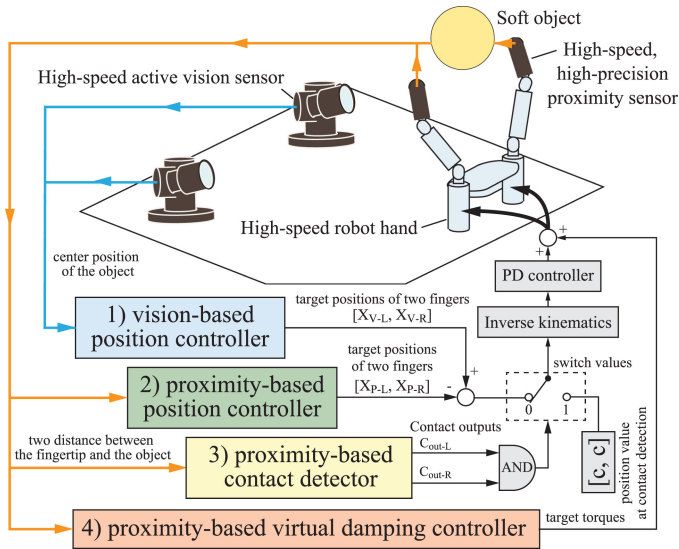 Soft object
High-speed active vision sensor
High-speed,
high-precision
proximity sensor
High-speed robot hand
center position
of the object
+
+
PD controller
Inverse kinematics
1) vision-based
position controller
target positions of two fingers
[XV-L, XV-R]
+
-
switch values
0
1
2) proximity-based
position controller
target positions
of two fingers
[XP-L, XP-R]
two distance between
the fingertip and the object
3) proximity-based
contact detector
Contact outputs
Cout-L
Cout-R
AND
[c, c]
position value
at contact detection
4) proximity-based virtual damping controller
target torques